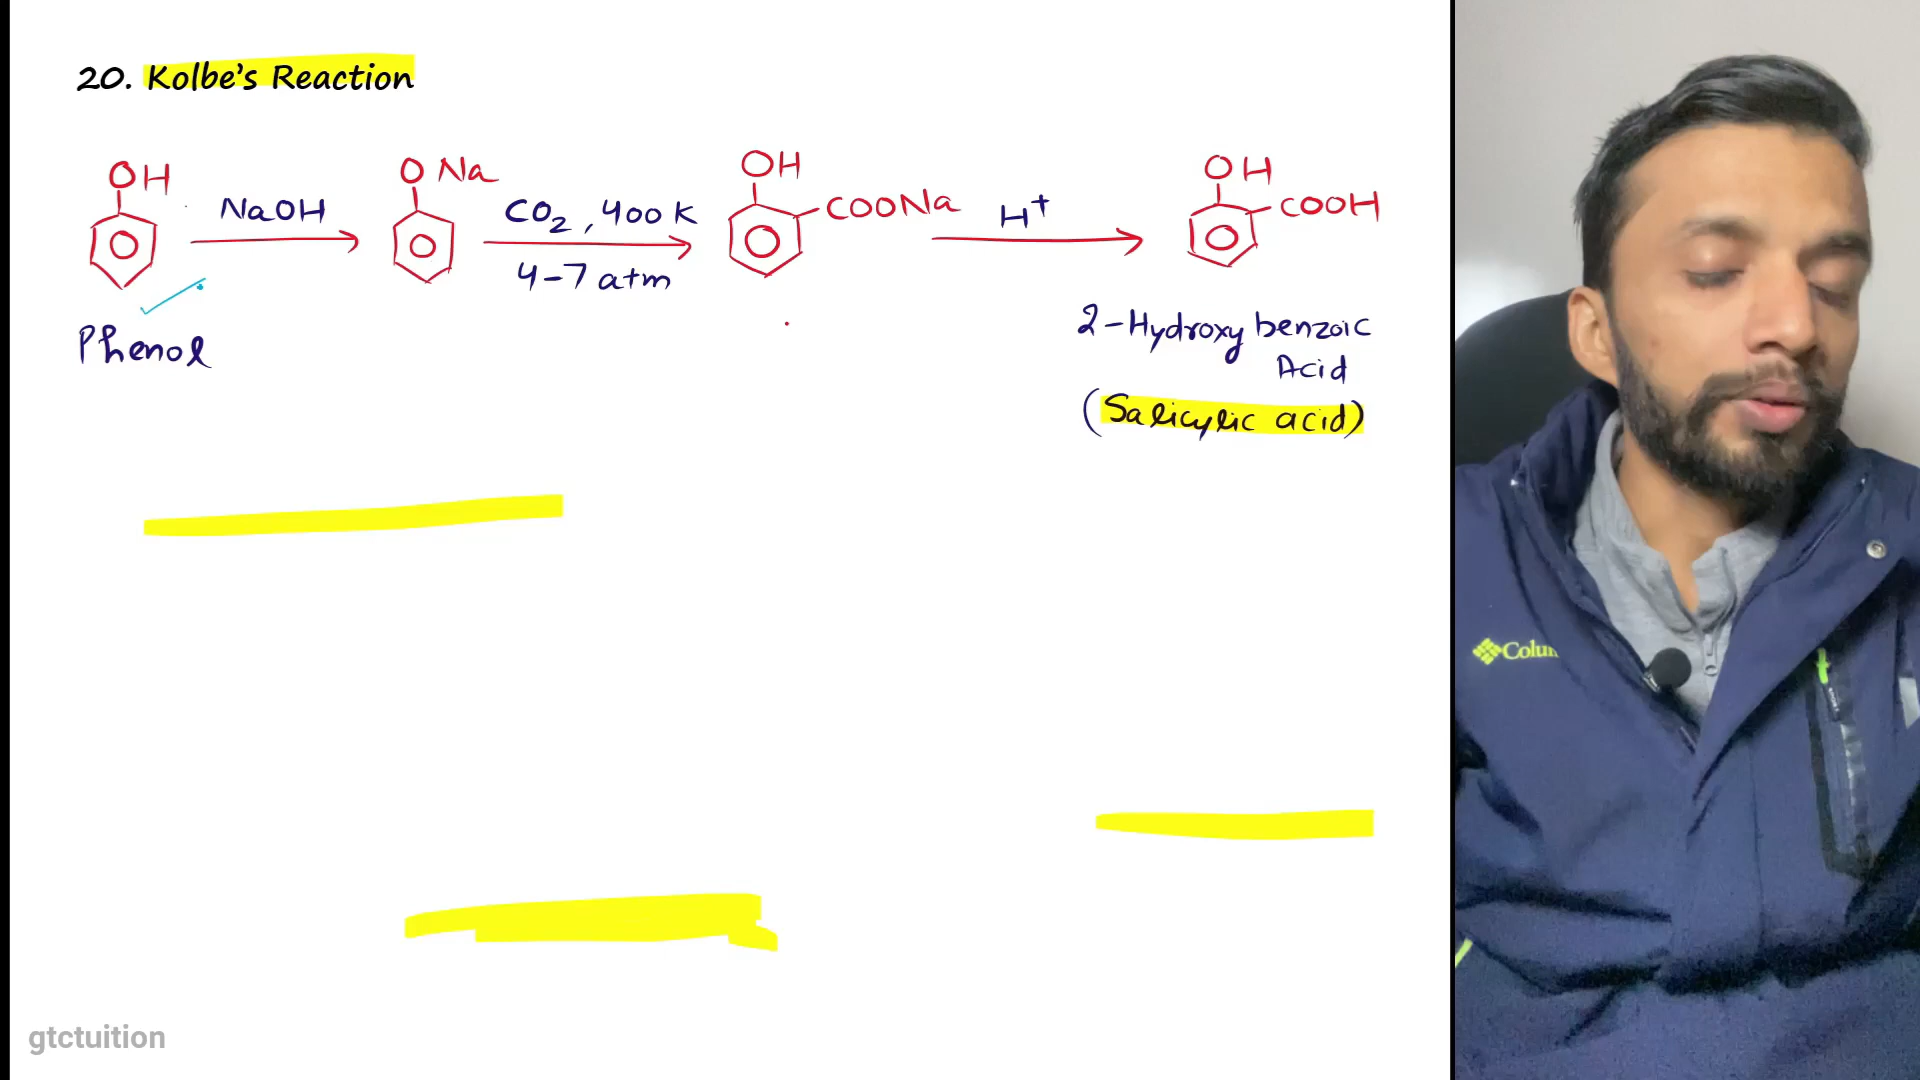 20. Kolbe's Reaction
OH
NaOH
ONa
CO2, 400 K
4-7 atm
OH
COONa
H+
OH
COOH
Phenol
2-Hydroxy benzoic
Acid
(Salicylic acid)
Colum
gtctuition